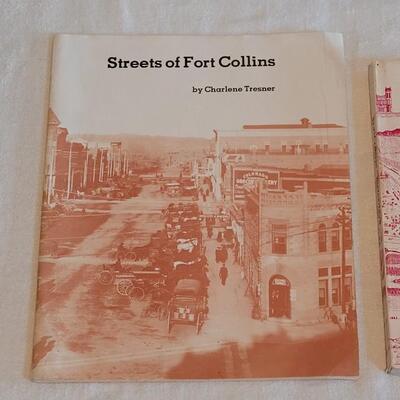 Streets of Fort Collins
by Charlene Tresner